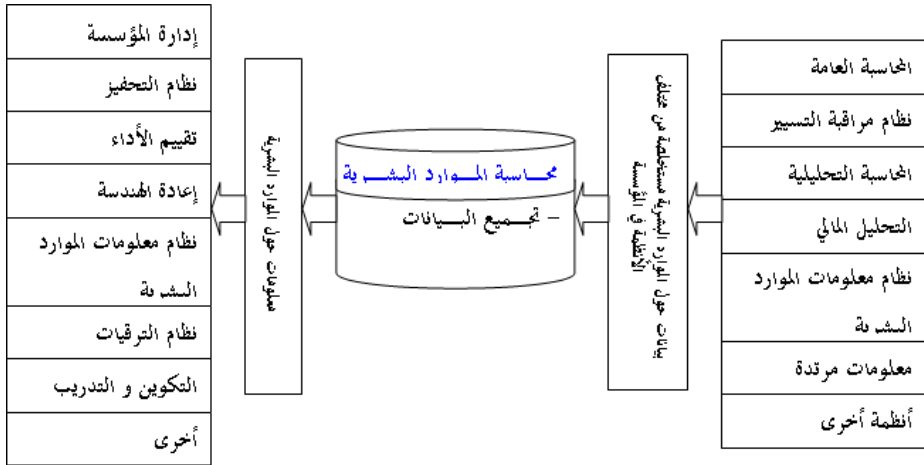 المحاسبة العامة
نظام مراقبة التسيير
المحاسبة التحليلية
التحليل المالي
نظام معلومات الموارد
البشرية
معلومات مرتدة
أنظمة أخرى
بيانات حول الموارد البشرية مستخلصة من مختلف
الأنظمة في المؤسسة
محاسبة الموارد البشرية
– تجميع البيانات
معلومات حول الموارد البشرية
إدارة المؤسسة
نظام التحفيز
تقييم الأداء
إعادة الهندسة
نظام معلومات الموارد
البشرية
نظام الترقيات
التكوين و التدريب
أخرى